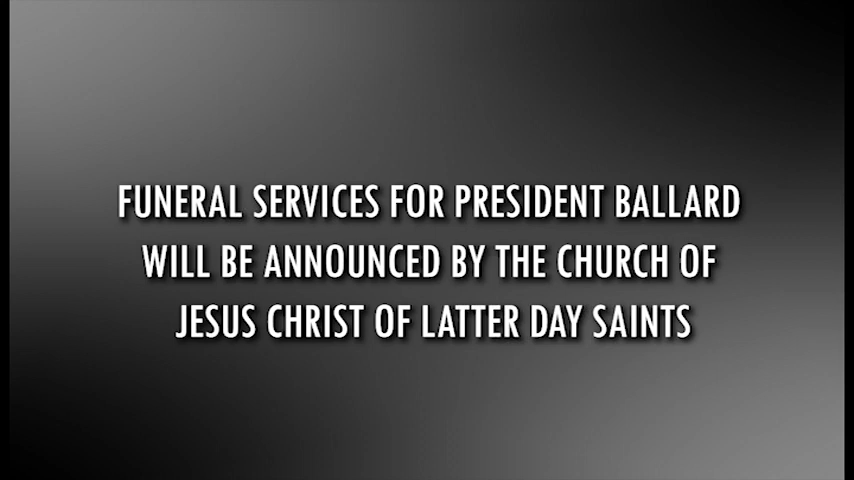 FUNERAL SERVICES FOR PRESIDENT BALLARD
WILL BE ANNOUNCED BY THE CHURCH OF
JESUS CHRIST OF LATTER DAY SAINTS